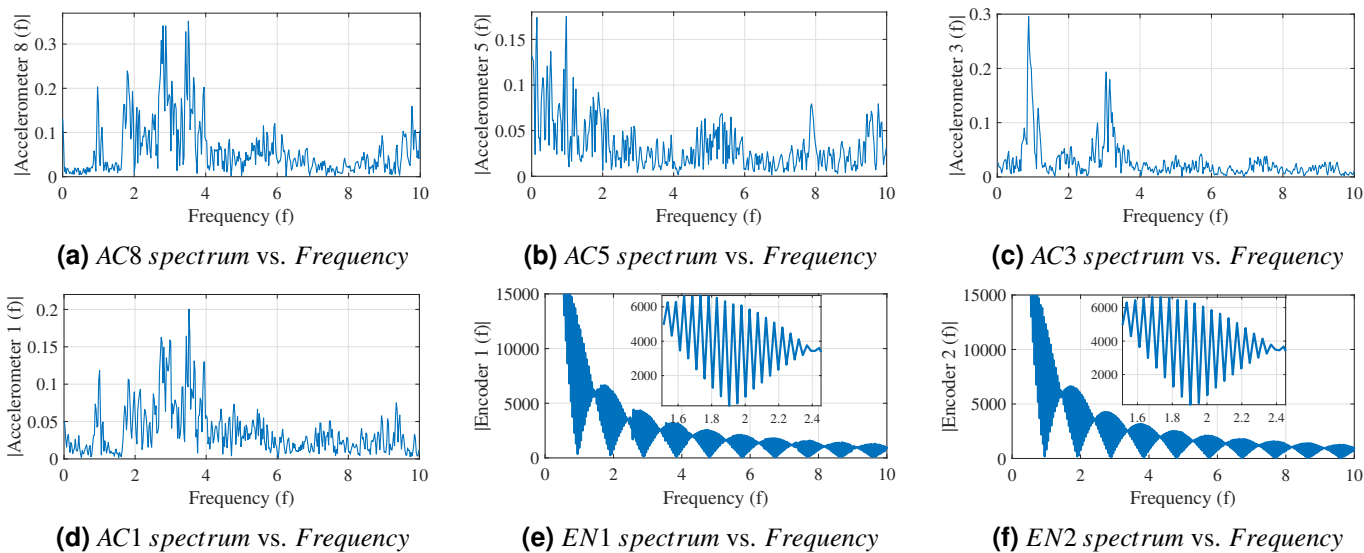 |Accelerometer 8 (f)|
0.3
0.2
0.1
0
0 2 4 6 8 10
Frequency (f)
(a) AC8 spectrum vs. Frequency
|Accelerometer 5 (f)|
0.15
0.1
0.05
0
0 2 4 6 8 10
Frequency (f)
(b) AC5 spectrum vs. Frequency
|Accelerometer 3 (f)|
0.3
0.2
0.1
0
0 2 4 6 8 10
Frequency (f)
(c) AC3 spectrum vs. Frequency
|Accelerometer 1 (f)|
0.2
0.15
0.1
0.05
0
0 2 4 6 8 10
Frequency (f)
(d) AC1 spectrum vs. Frequency
|Encoder 1 (f)|
15000
10000
5000
0
0 2 4 6 8 10
6000
4000
2000
1.6 1.8 2 2.2 2.4
Frequency (f)
(e) EN1 spectrum vs. Frequency
|Encoder 2 (f)|
15000
10000
5000
0
0 2 4 6 8 10
6000
4000
2000
1.6 1.8 2 2.2 2.4
Frequency (f)
(f) EN2 spectrum vs. Frequency